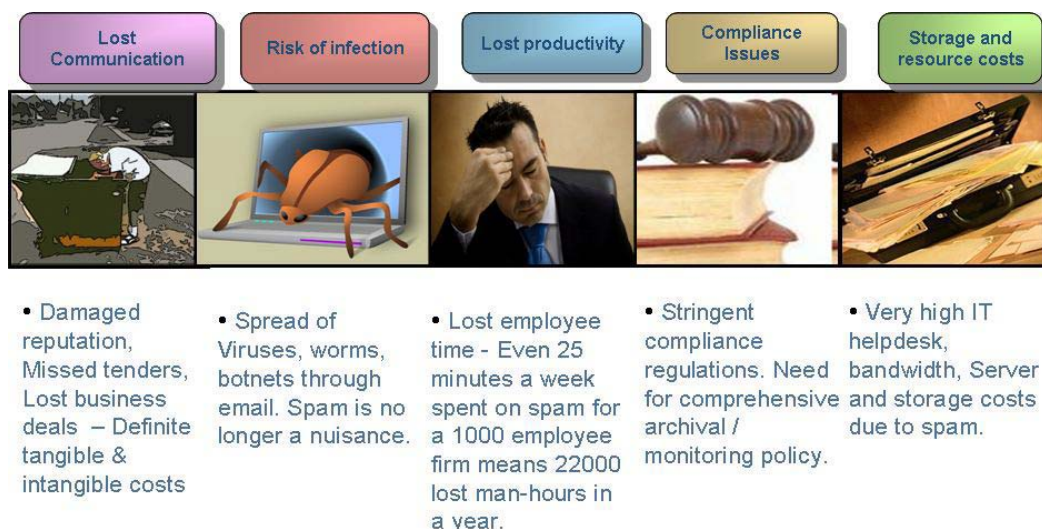 Lost
Communication
Risk of infection
Lost productivity
Compliance
Issues
Storage and
resource costs
• Damaged
reputation,
Missed tenders,
Lost business
deals – Definite
tangible &
intangible costs
• Spread of
Viruses, worms,
botnets through
email. Spam is no
longer a nuisance.
• Lost employee
time - Even 25
minutes a week
spent on spam for
a 1000 employee
firm means 22000
lost man-hours in
a year.
• Stringent
compliance
regulations. Need
for comprehensive
archival /
monitoring policy.
• Very high IT
helpdesk,
bandwidth, Server
and storage costs
due to spam.